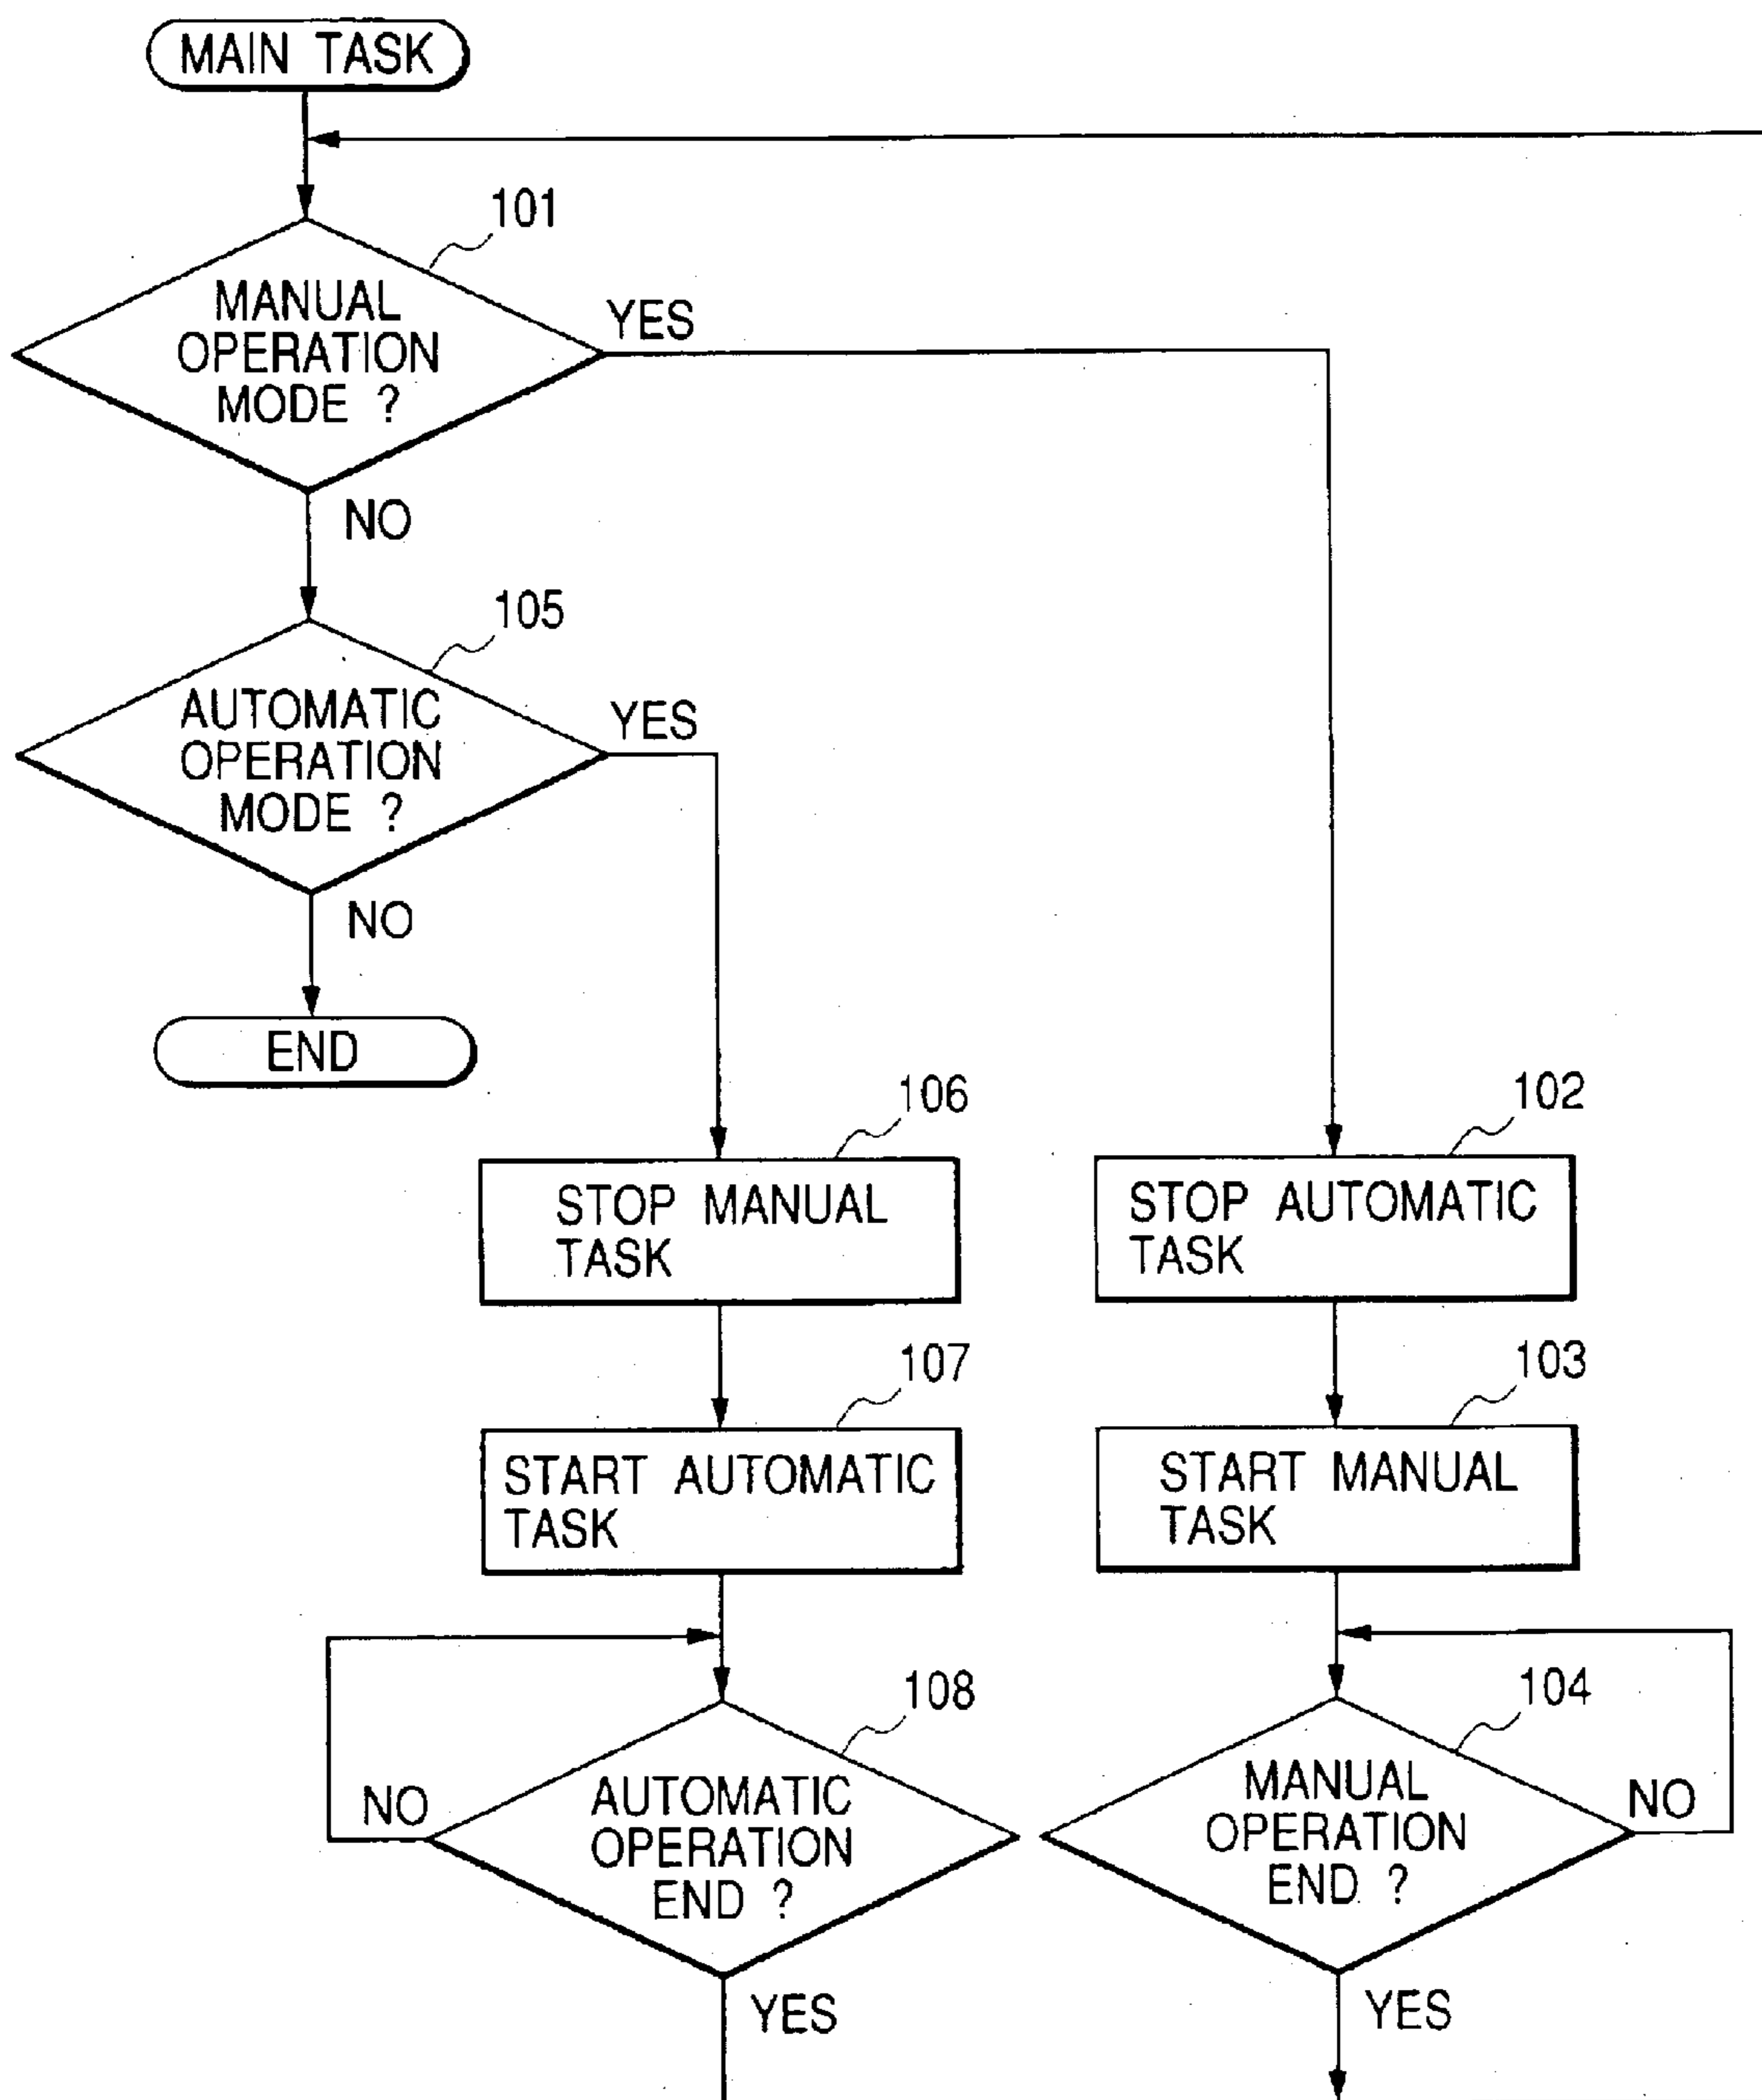 MAIN TASK
101
MANUAL
OPERATION
MODE ?
YES
NO
105
AUTOMATIC
OPERATION
MODE ?
YES
NO
END
106
STOP MANUAL
TASK
102
STOP AUTOMATIC
TASK
107
START AUTOMATIC
TASK
103
START MANUAL
TASK
108
AUTOMATIC
OPERATION
END ?
NO
YES
104
MANUAL
OPERATION
END ?
NO
YES